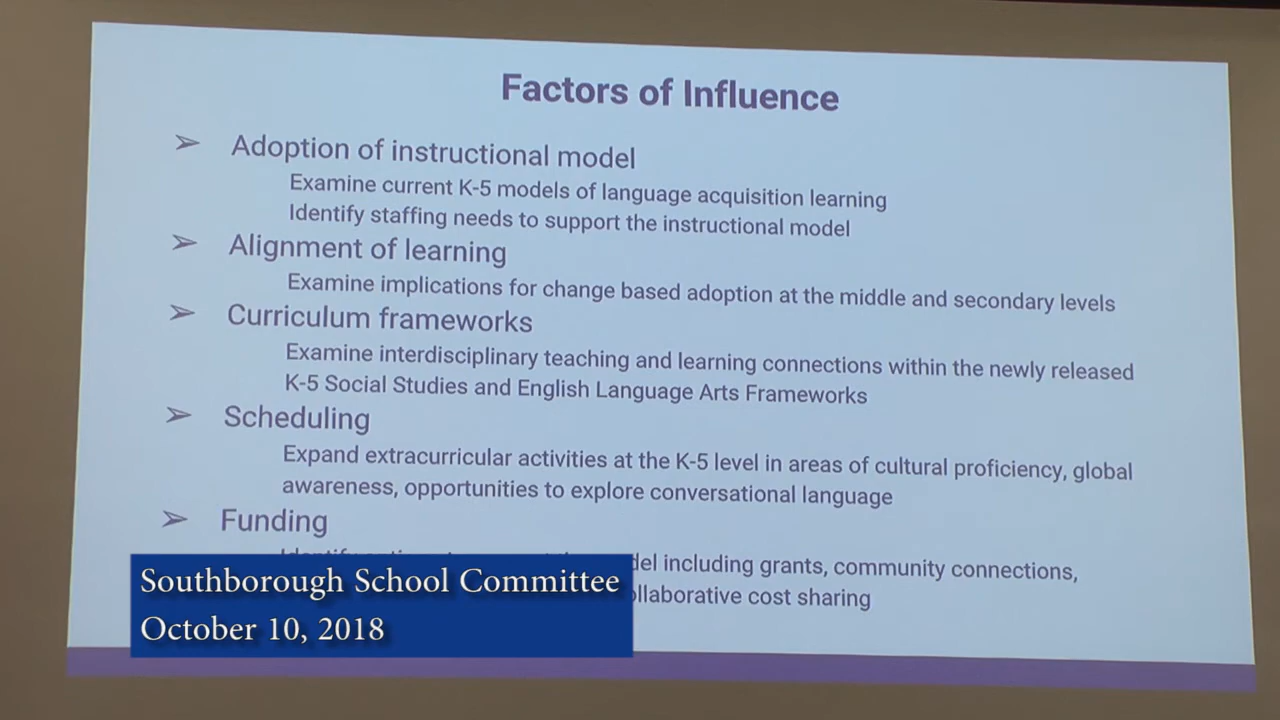 Factors of Influence
➢ Adoption of instructional model
Examine current K-5 models of language acquisition learning
Identify staffing needs to support the instructional model
➢ Alignment of learning
Examine implications for change based adoption at the middle and secondary levels
➢ Curriculum frameworks
Examine interdisciplinary teaching and learning connections within the newly released
K-5 Social Studies and English Language Arts Frameworks
➢ Scheduling
Expand extracurricular activities at the K-5 level in areas of cultural proficiency, global
awareness, opportunities to explore conversational language
➢ Funding
including grants, community connections,
cost sharing
Southborough School Committee
October 10, 2018